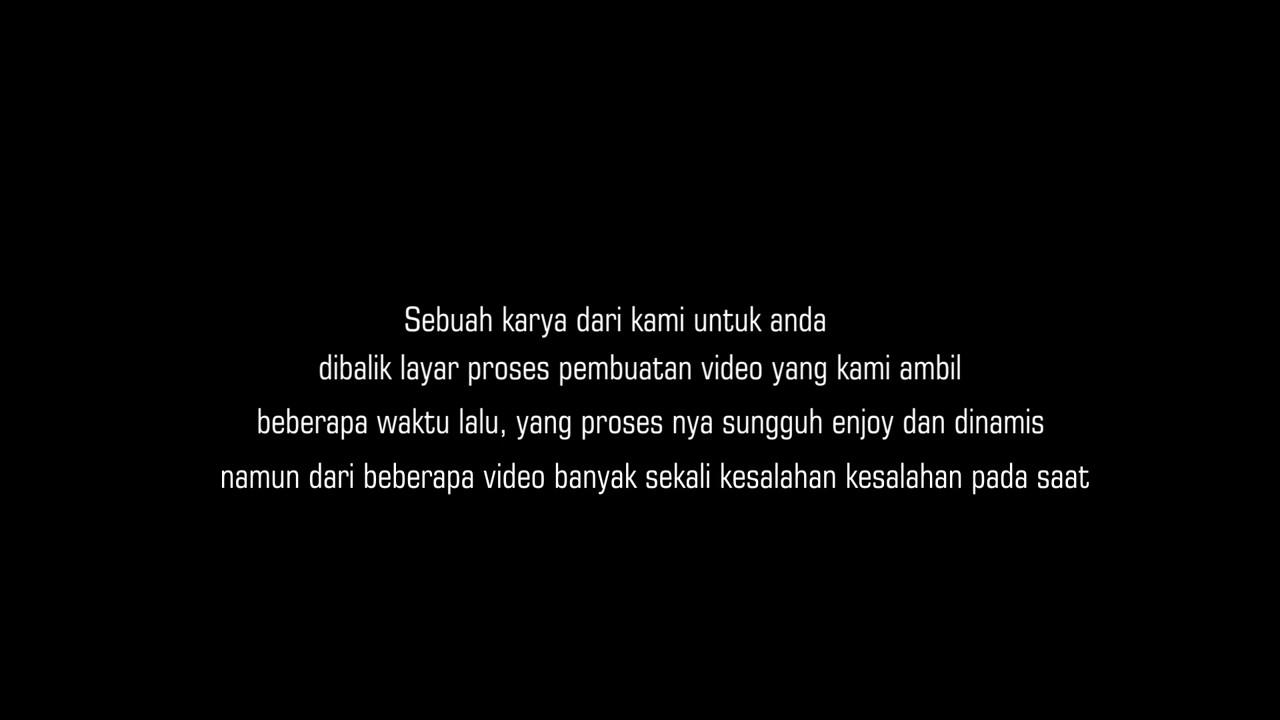 Sebuah karya dari kami untuk anda
dibalik layar proses pembuatan video yang kami ambil
beberapa waktu lalu, yang proses nya sungguh enjoy dan dinamis
namun dari beberapa video banyak sekali kesalahan kesalahan pada saat